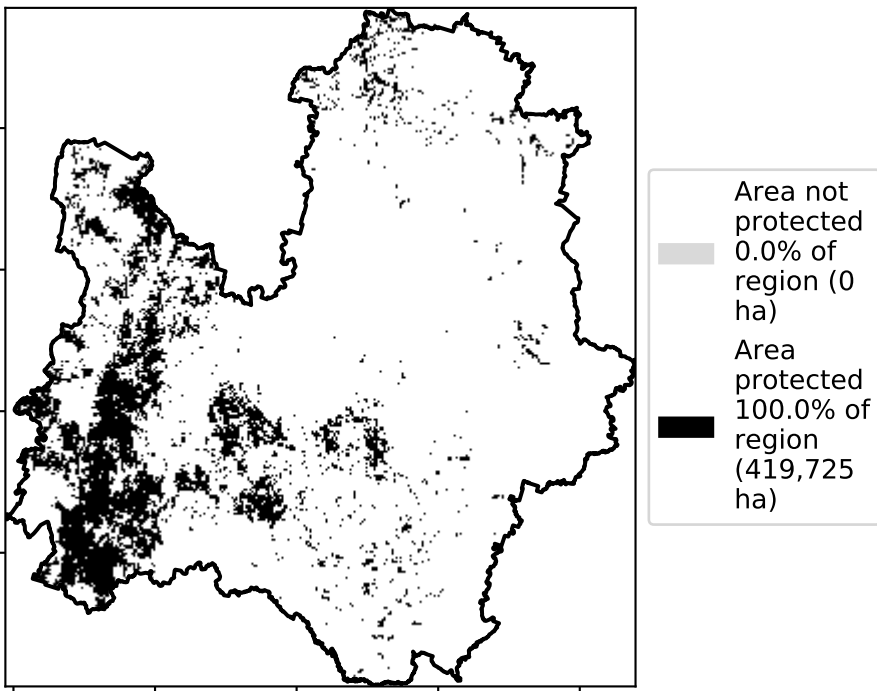 Area not
protected
0.0% of
region (0
ha)
Area
protected
100.0% of
region
(419,725
ha)